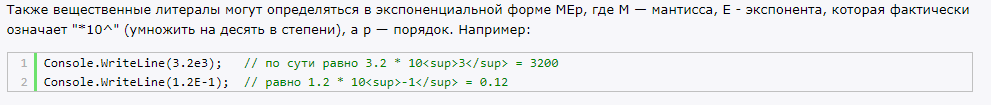 Также вещественные литералы могут определяться в экспоненциальной форме MEp, где M — мантисса, E - экспонента, которая фактически
означает "*10^" (умножить на десять в степени), а p — порядок. Например:
1 Console.WriteLine(3.2e3);   // по сути равно 3.2 * 10<sup>3</sup> = 3200
2 Console.WriteLine(1.2E-1);  // равно 1.2 * 10<sup>-1</sup> = 0.12